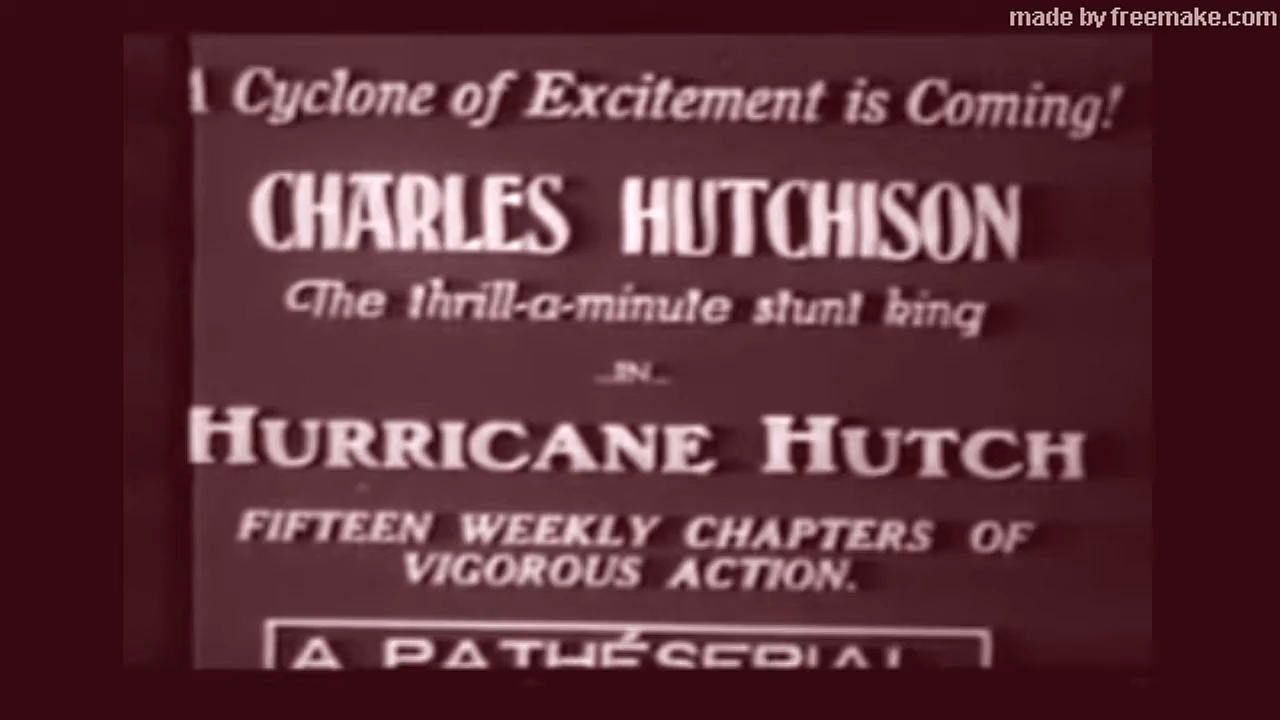 made by freemake.com
A Cyclone of Excitement is Coming!
CHARLES HUTCHISON
The thrill-a-minute stunt king
...IN...
HURRICANE HUTCH
FIFTEEN WEEKLY CHAPTERS OF
VIGOROUS ACTION.
A PATHÉSERIAL